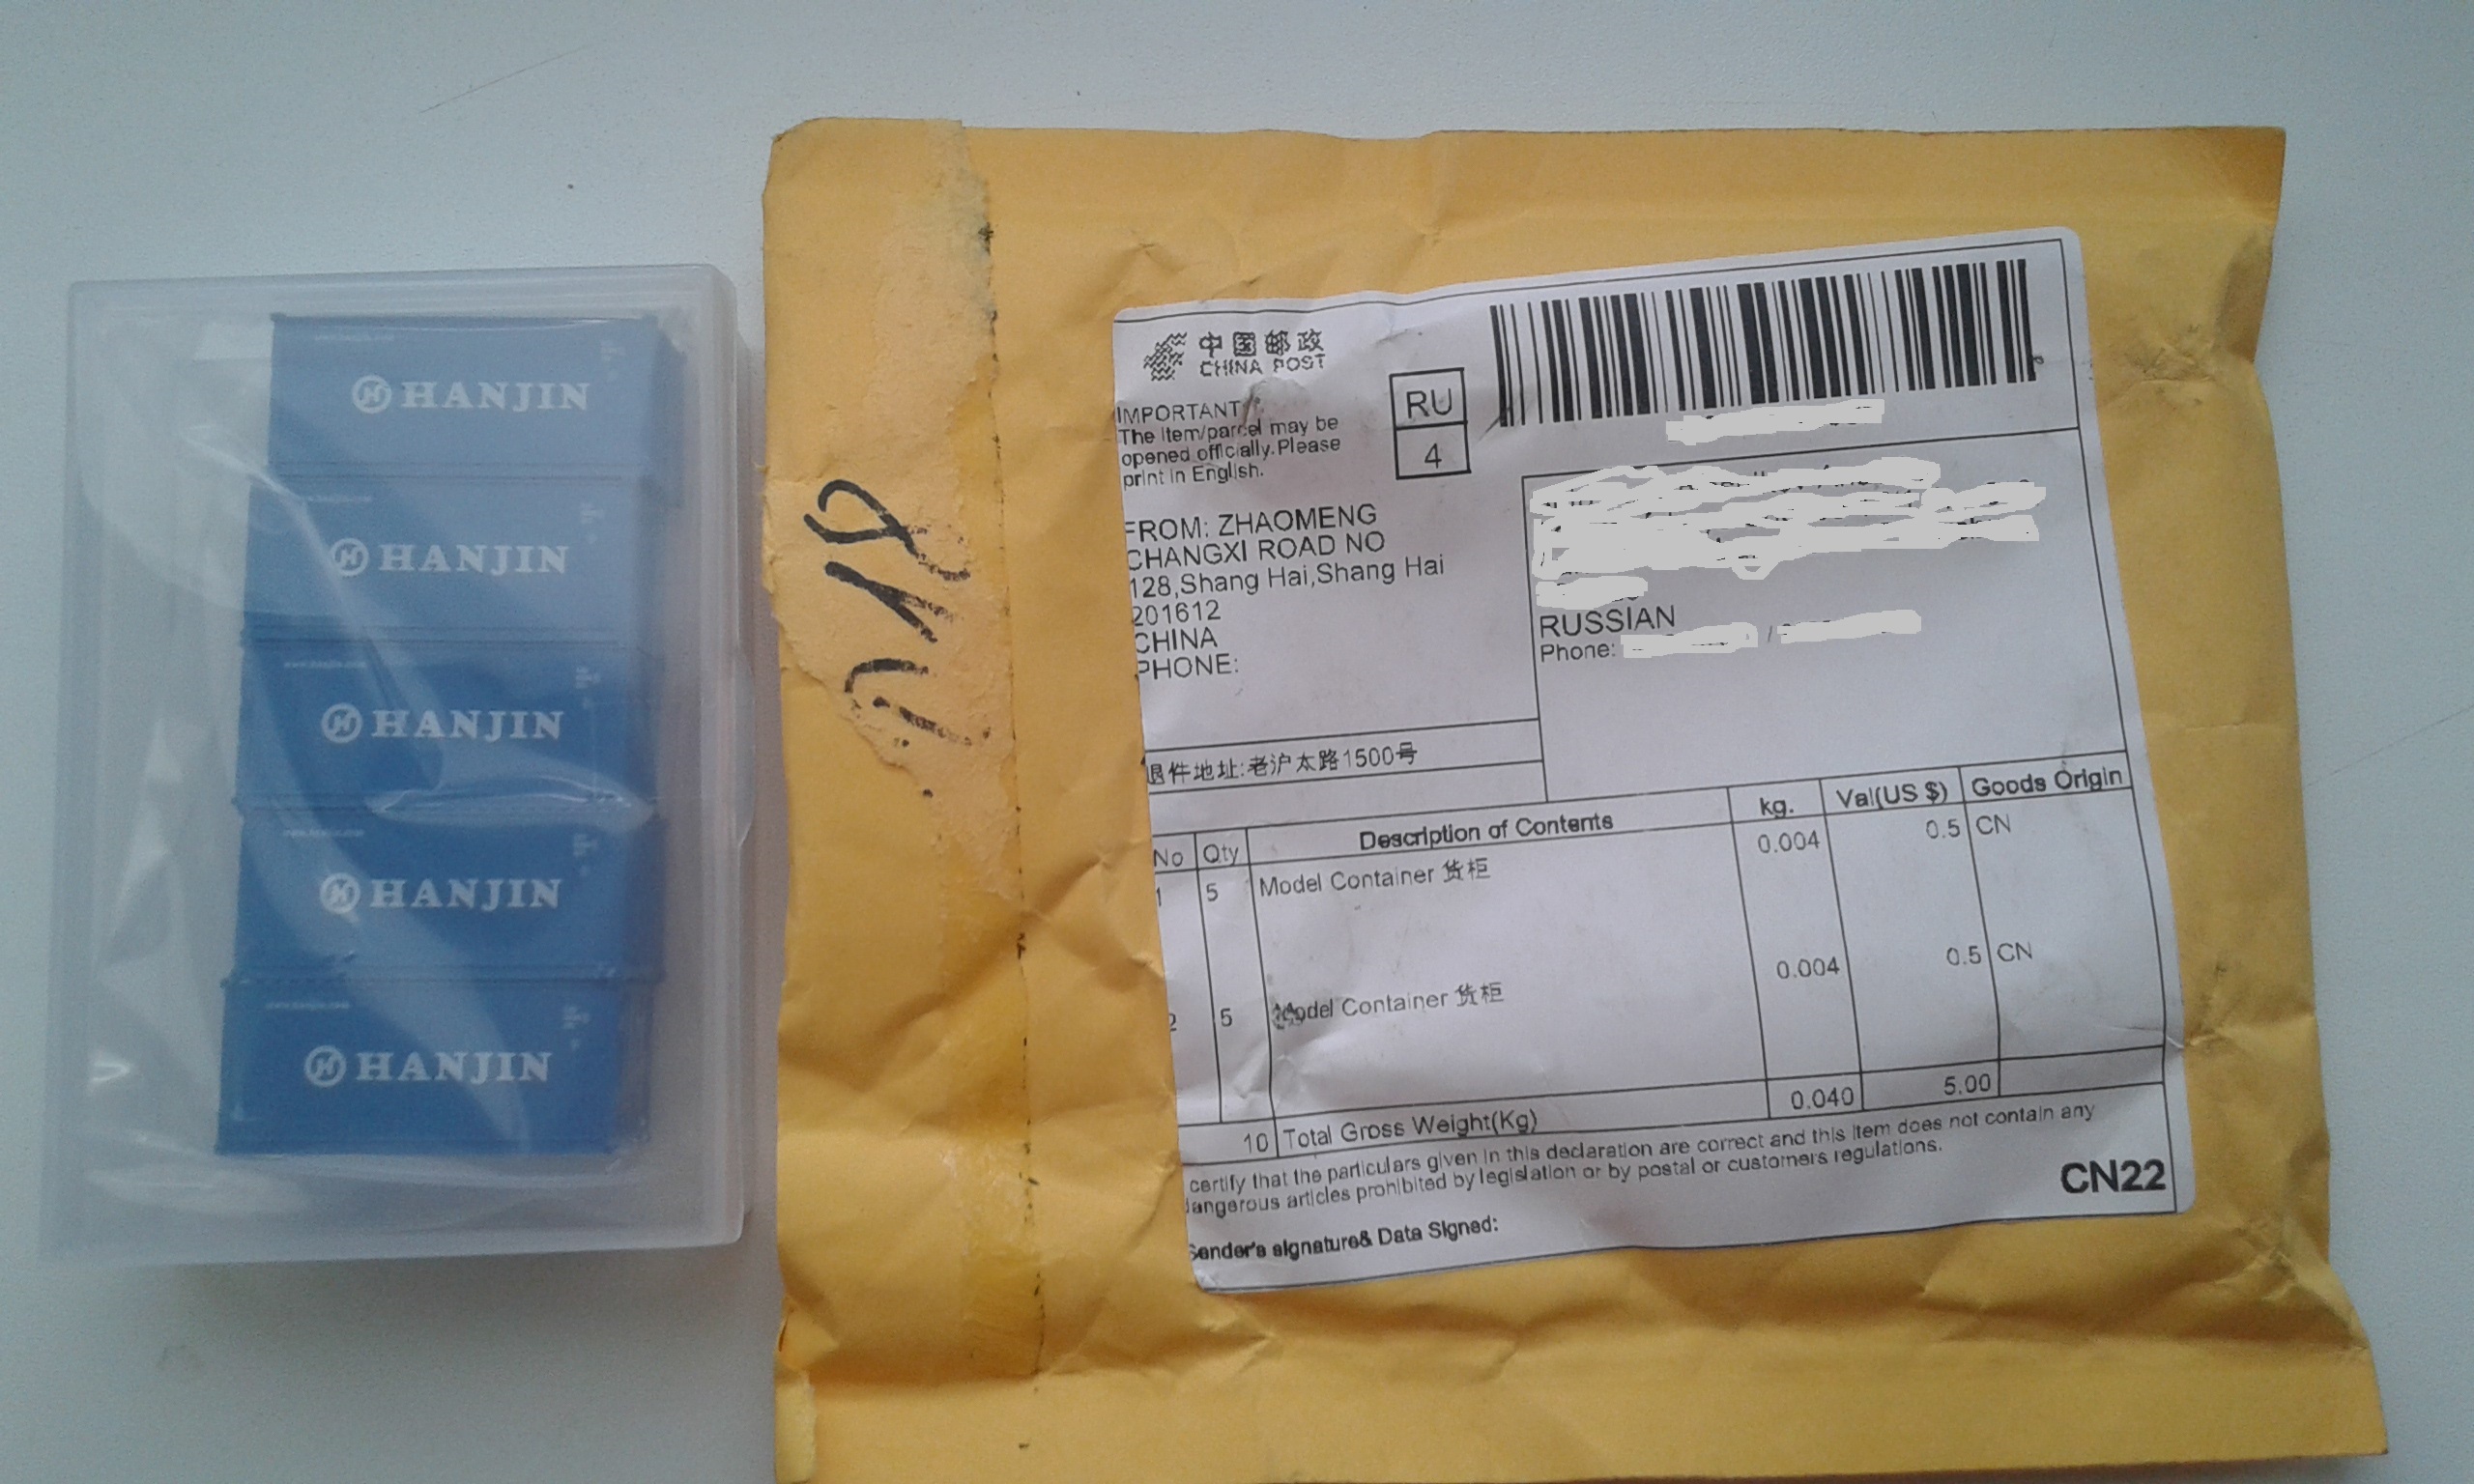 HANJIN
HANJIN
HANJIN
HANJIN
HANJIN
中国邮政
CHINA POST
IMPORTANT:
The Item/parcel may be
opened officially.Please
print in English.
RU
4
FROM: ZHAOMENG
CHANGXI ROAD NO
128,Shang Hai,Shang Hai
201612
CHINA
PHONE:
RUSSIAN
Phone: /
退件地址:老沪太路1500号
No Qty Description of Contents kg. Val(US $) Goods Origin
1 5 Model Container 货柜 0.004 0.5 CN
2 5 Model Container 货柜 0.004 0.5 CN
10 Total Gross Weight(Kg) 0.040 5.00
certify that the particulars given in this declaration are correct and this item does not contain any
dangerous articles prohibited by legislation or by postal or customers regulations.
Sender's signature& Data Signed:
CN22